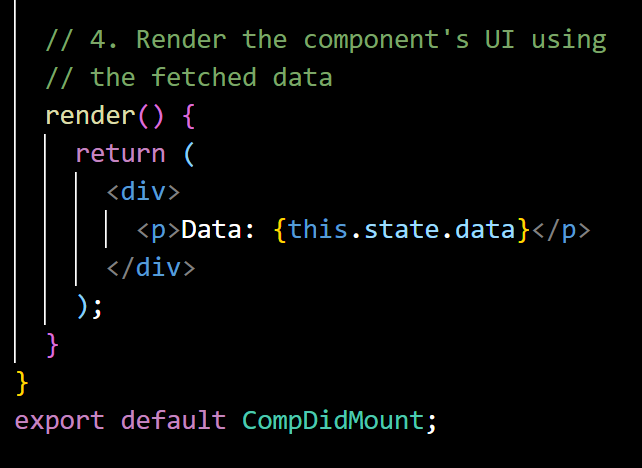 // 4. Render the component's UI using
// the fetched data
render() {
return (
<div>
<p>Data: {this.state.data}</p>
</div>
);
}
}
export default CompDidMount;